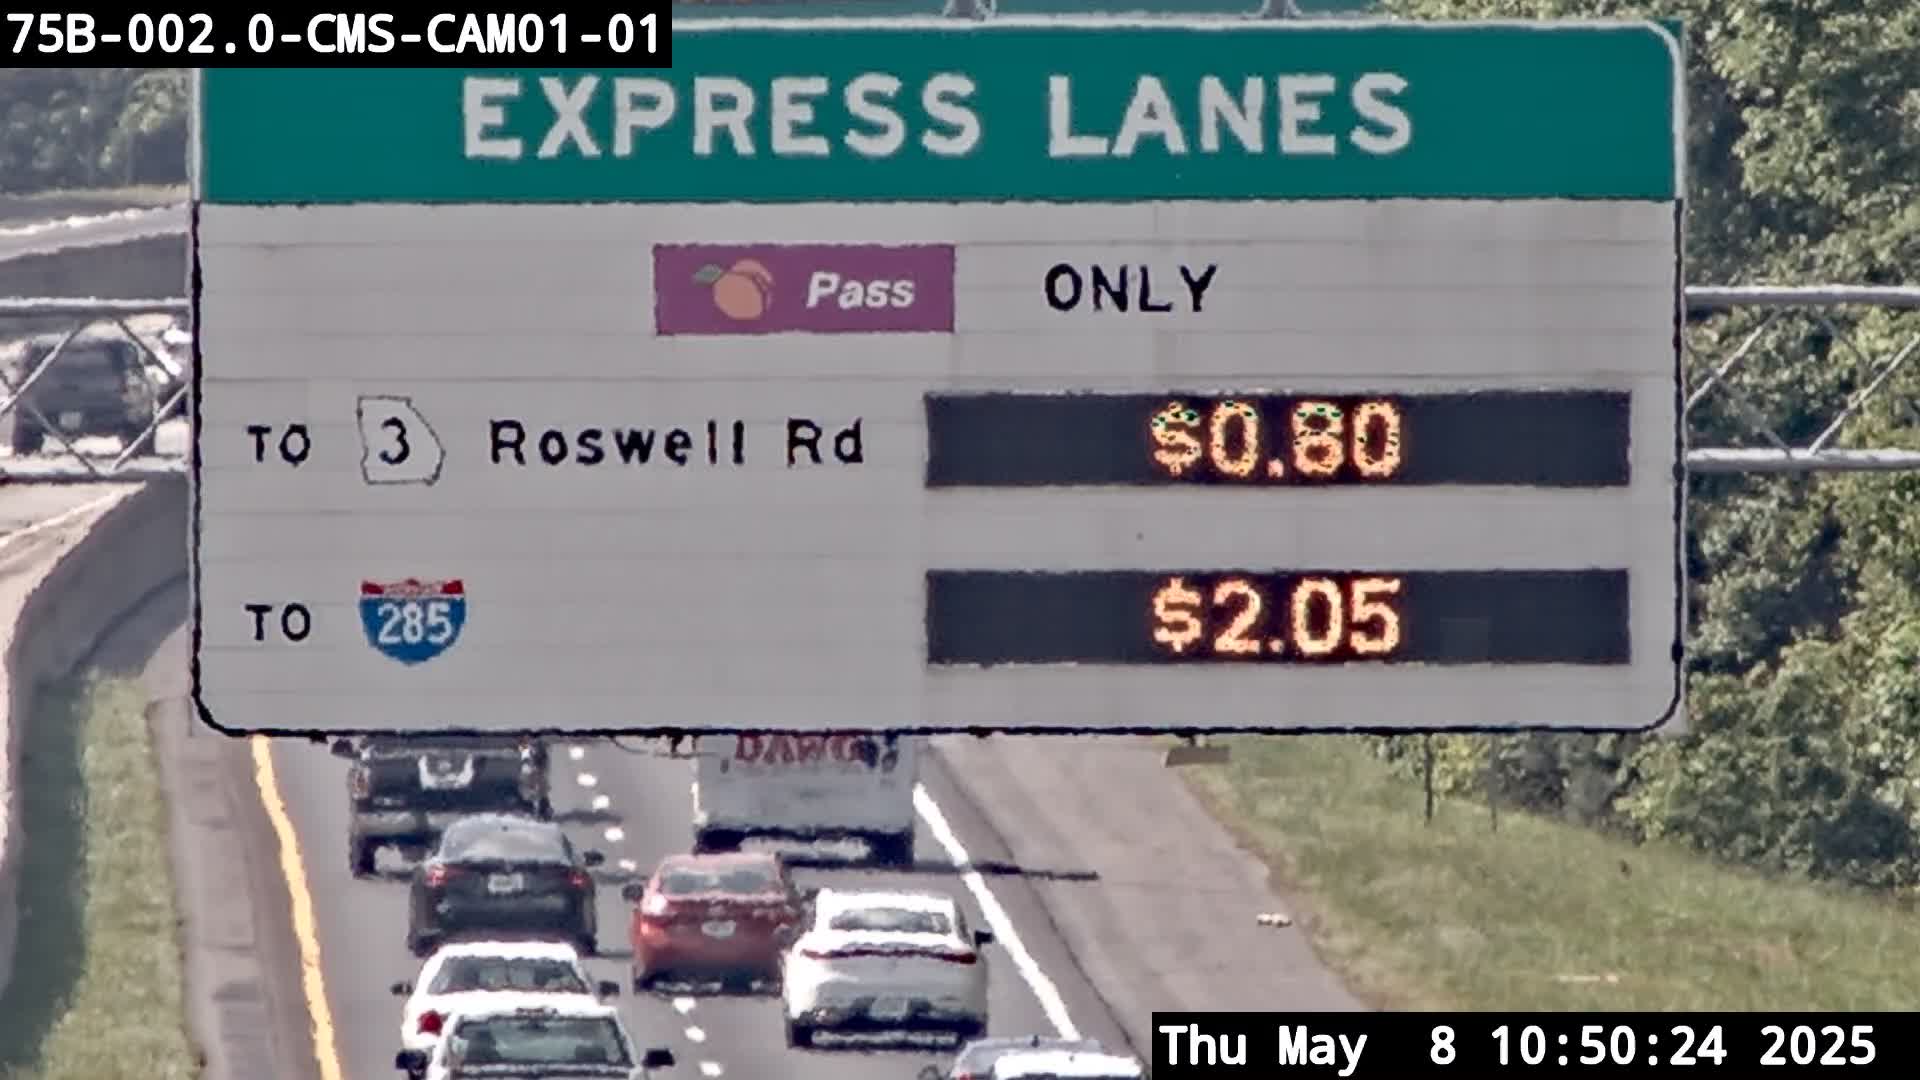 75B-002.0-CMS-CAM01-01
EXPRESS LANES
Pass ONLY
TO 3 Roswell Rd $0.80
TO 285 $2.05
DAWG
Thu May 8 10:50:24 2025